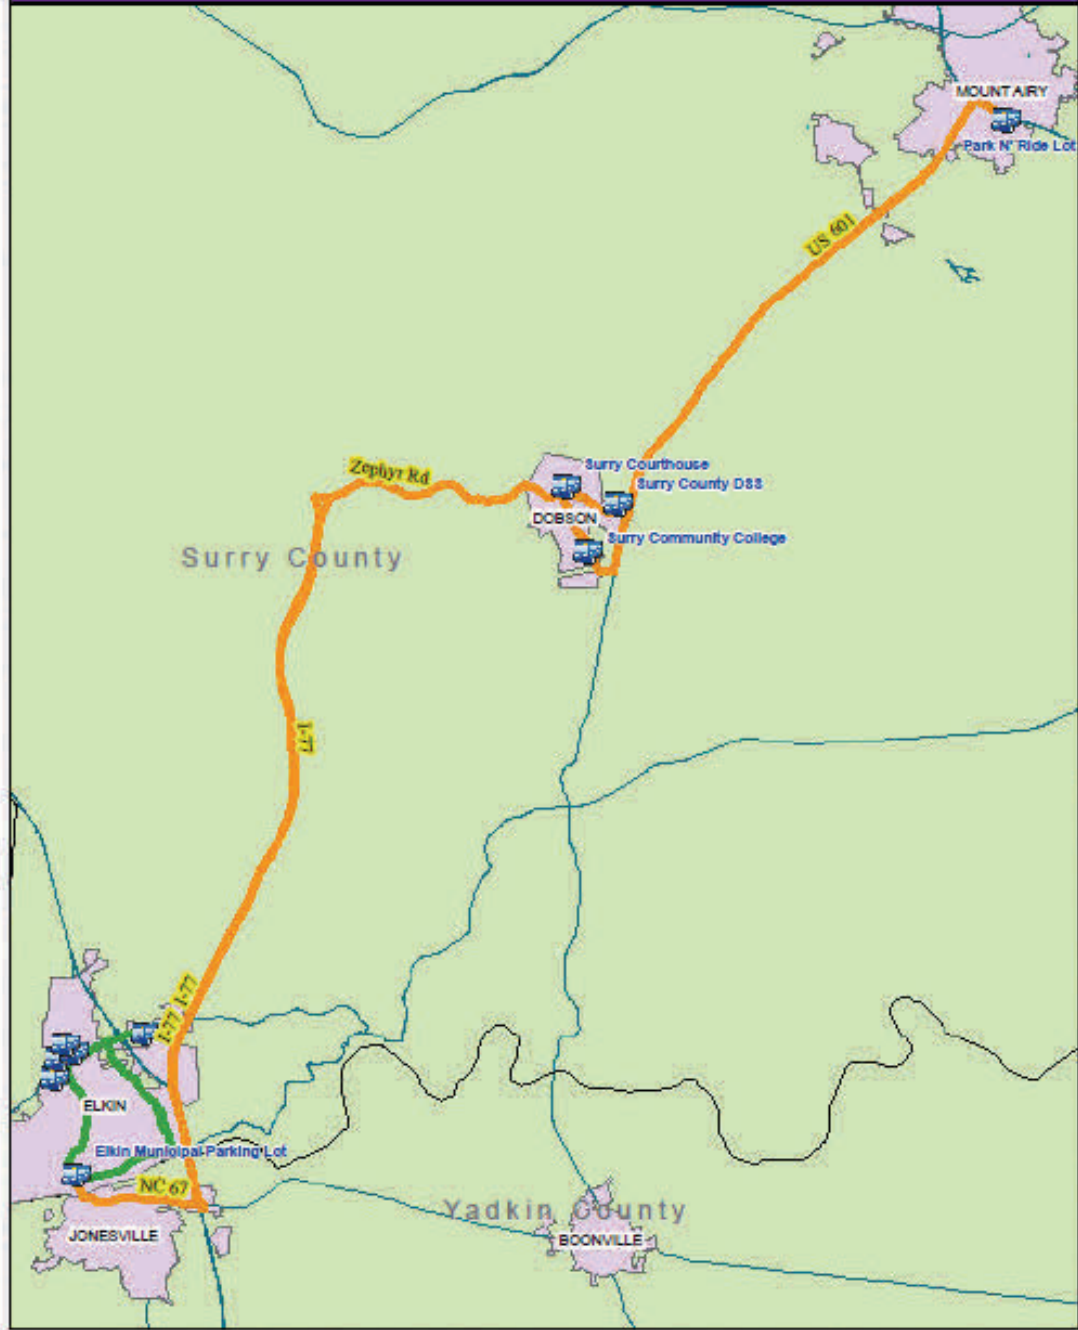 MOUNT AIRY
Park N' Ride Lot
US 601
Surry Courthouse
Zephyr Rd
Surry County DSS
DOBSON
Surry Community College
Surry County
I-77
I-77
I-77
ELKIN
Elkin Municipal Parking Lot
NC 67
Yadkin County
JONESVILLE
BOONVILLE